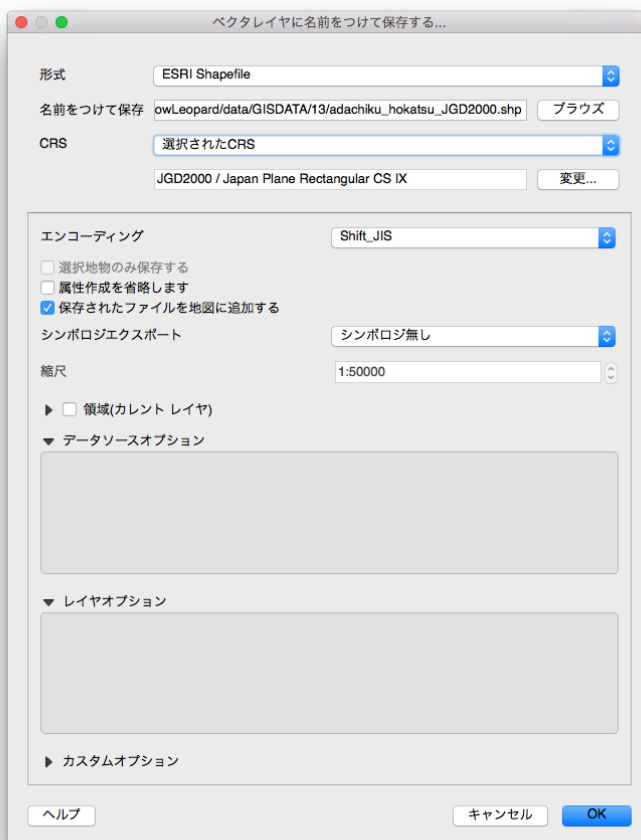 ベクタレイヤに名前をつけて保存する...
形式 ESRI Shapefile
名前をつけて保存 owLeopard/data/GISDATA/13/adachiku_hokatsu_JGD2000.shp ブラウズ
CRS 選択されたCRS
JGD2000 / Japan Plane Rectangular CS IX 変更...
エンコーディング Shift_JIS
選択地物のみ保存する
属性作成を省略します
保存されたファイルを地図に追加する
シンボロジエクスポート シンボロジ無し
縮尺 1:50000
領域(カレント レイヤ)
データソースオプション
レイヤオプション
カスタムオプション
ヘルプ キャンセル OK